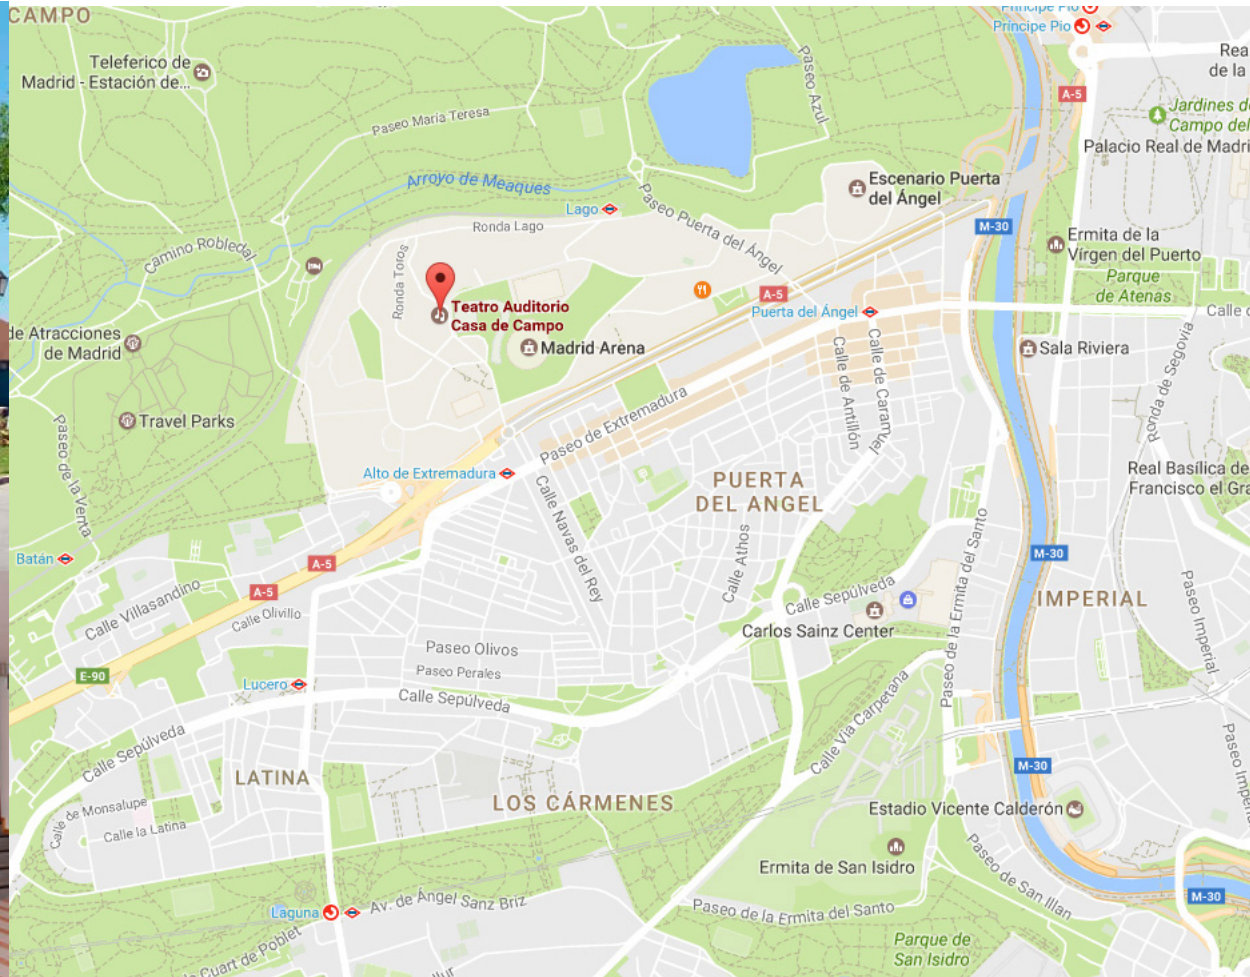 CAMPO
Príncipe Pío
Príncipe Pío
Teleferico de
Madrid - Estación de...
Rea
de la
A-5
Paseo Azul
Jardines de
Campo del
Paseo María Teresa
Palacio Real de Madri
Arroyo de Meaques
Escenario Puerta
del Ángel
Lago
Paseo Puerta del Ángel
Ronda Lago
M-30
Camino Robledal
Ermita de la
Vírgen del Puerto
Ronda Toros
Parque
de Atenas
A-5
Teatro Auditorio
Casa de Campo
Puerta del Ángel
Calle
de Atracciones
de Madrid
Madrid Arena
Sala Riviera
Calle de Antillón
Calle de Caramuel
Ronda de Segovia
Travel Parks
Paseo de Extremadura
Paseo de la Venta
Alto de Extremadura
PUERTA
DEL ANGEL
Real Basílica de
Francisco el Gra
Calle Navas del Rey
Batán
A-5
A-5
M-30
Calle Athos
Paseo de la Ermita del Santo
Calle Villasandino
Calle Olivillo
Calle Sepúlveda
IMPERIAL
Paseo Imperial
Carlos Sainz Center
Paseo Olivos
Paseo Perales
E-90
Lucero
Calle Sepúlveda
Calle Vía Carpetana
Calle Sepúlveda
Paseo Imperia
LATINA
M-30
LOS CÁRMENES
Calle de Monsalupe
Calle la Latina
Estadio Vicente Calderón
Ermita de San Isidro
Paseo de San Illan
M-30
Laguna
Av. de Ángel Sanz Briz
Paseo de la Ermita del Santo
Cuart de Poblet
Parque de
San Isidro